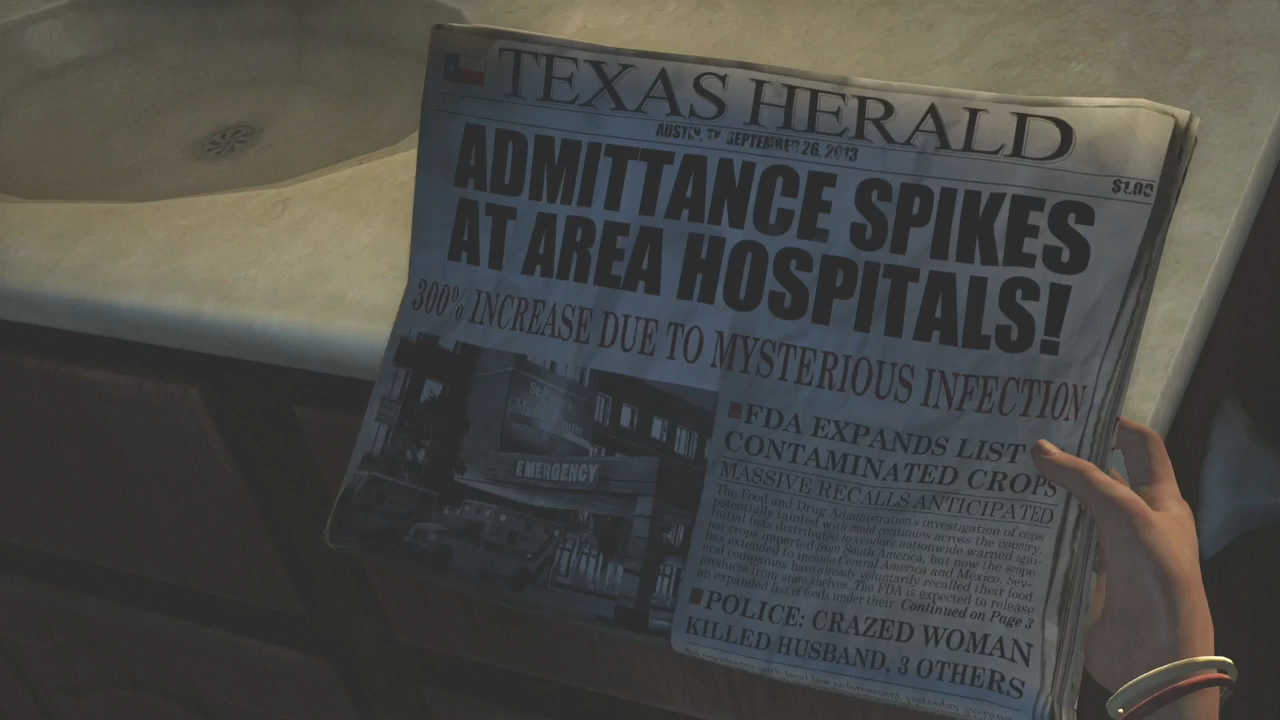 TEXAS HERALD
AUSTIN, TX SEPTEMBER 26, 2013
$1.00
ADMITTANCE SPIKES
AT AREA HOSPITALS!
300% INCREASE DUE TO MYSTERIOUS INFECTION
EMERGENCY
FDA EXPANDS LIST
CONTAMINATED CROPS
MASSIVE RECALLS ANTICIPATED
The Food and Drug Administration's investigation of crops
potentially tainted with mold continues across the country.
Initial lists distributed to vendors nationwide warned agai-
nst crops imported from South America, but now the scope
has extended to include Central America and Mexico. Sev-
eral companies have already voluntarily recalled their food
products from store shelves. The FDA is expected to release
an expanded list of foods under their Continued on Page 3
POLICE: CRAZED WOMAN
KILLED HUSBAND, 3 OTHERS